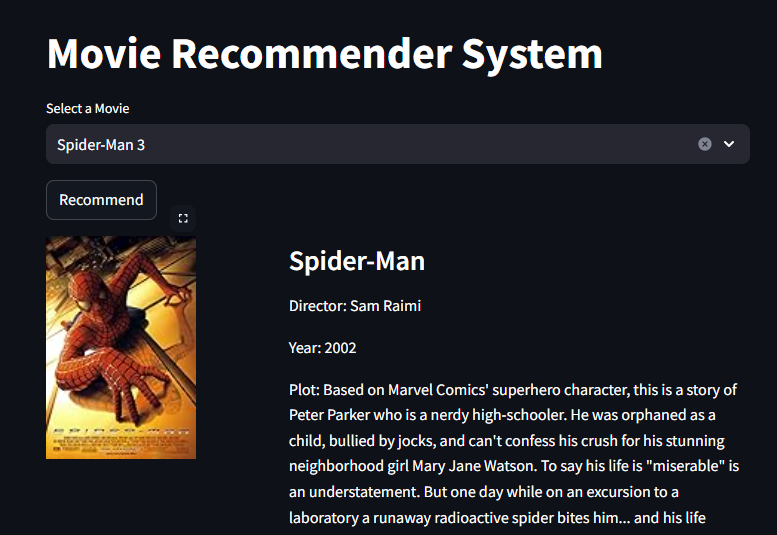 Movie Recommender System
Select a Movie
Spider-Man 3
Recommend
Spider-Man
Director: Sam Raimi
Year: 2002
Plot: Based on Marvel Comics' superhero character, this is a story of
Peter Parker who is a nerdy high-schooler. He was orphaned as a
child, bullied by jocks, and can't confess his crush for his stunning
neighborhood girl Mary Jane Watson. To say his life is "miserable" is
an understatement. But one day while on an excursion to a
laboratory a runaway radioactive spider bites him... and his life
SPIDER-MAN